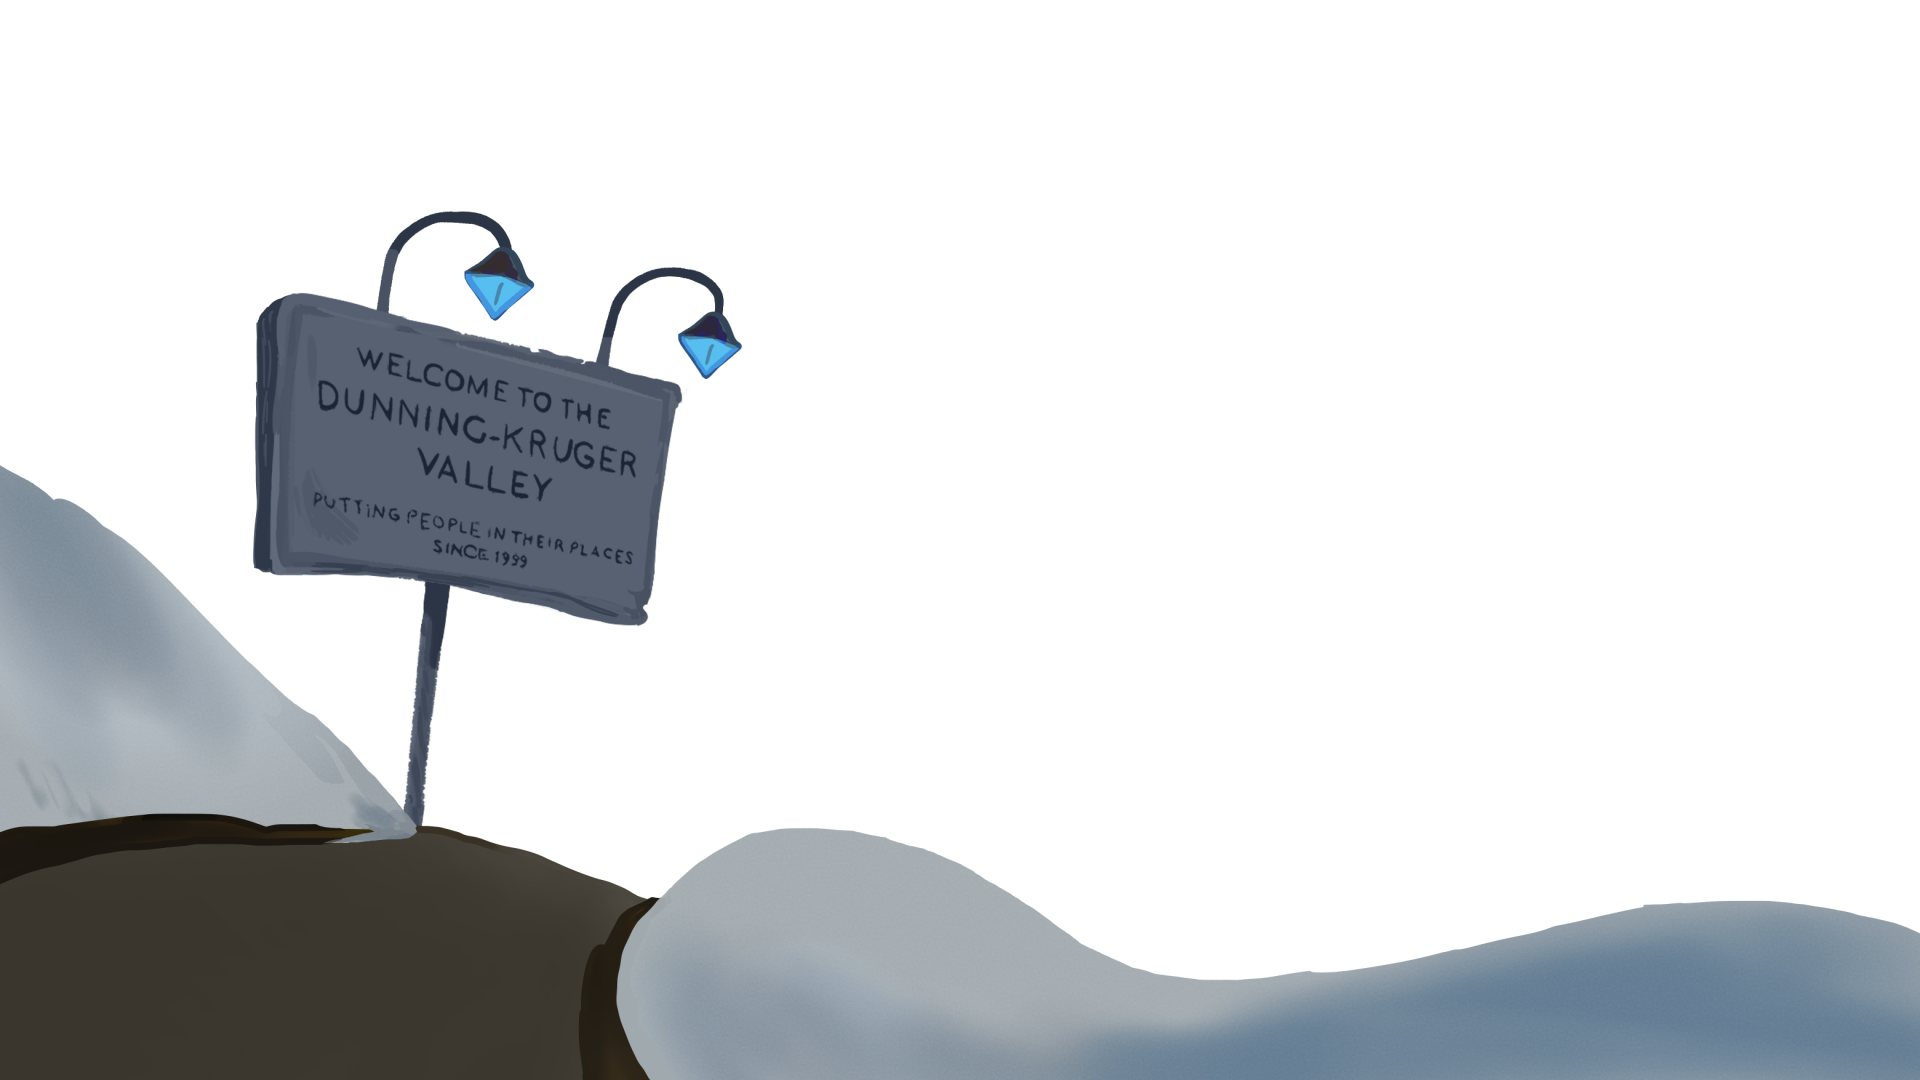 WELCOME TO THE
DUNNING-KRUGER
VALLEY
PUTTING PEOPLE IN THEIR PLACES
SINCE 1999